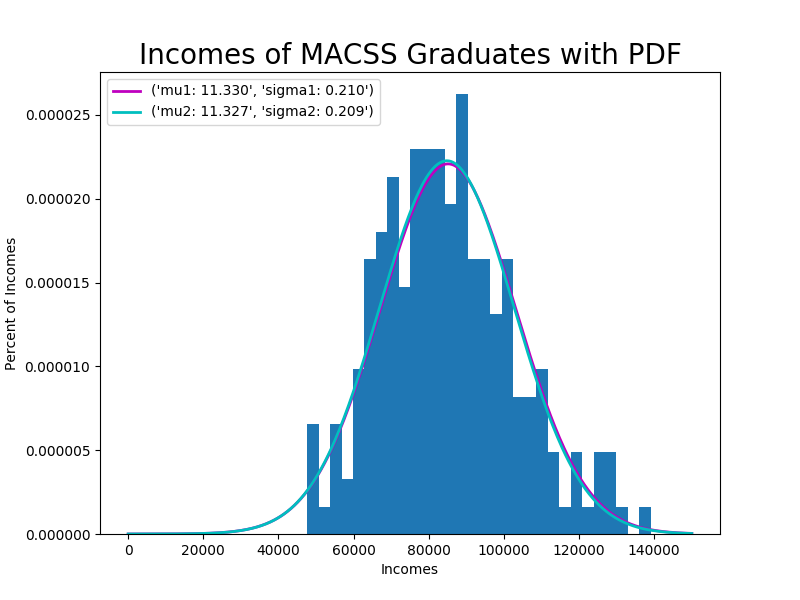 Incomes of MACSS Graduates with PDF
('mu1: 11.330', 'sigma1: 0.210')
('mu2: 11.327', 'sigma2: 0.209')
0.000025
0.000020
0.000015
0.000010
0.000005
0.000000
Percent of Incomes
0 20000 40000 60000 80000 100000 120000 140000
Incomes